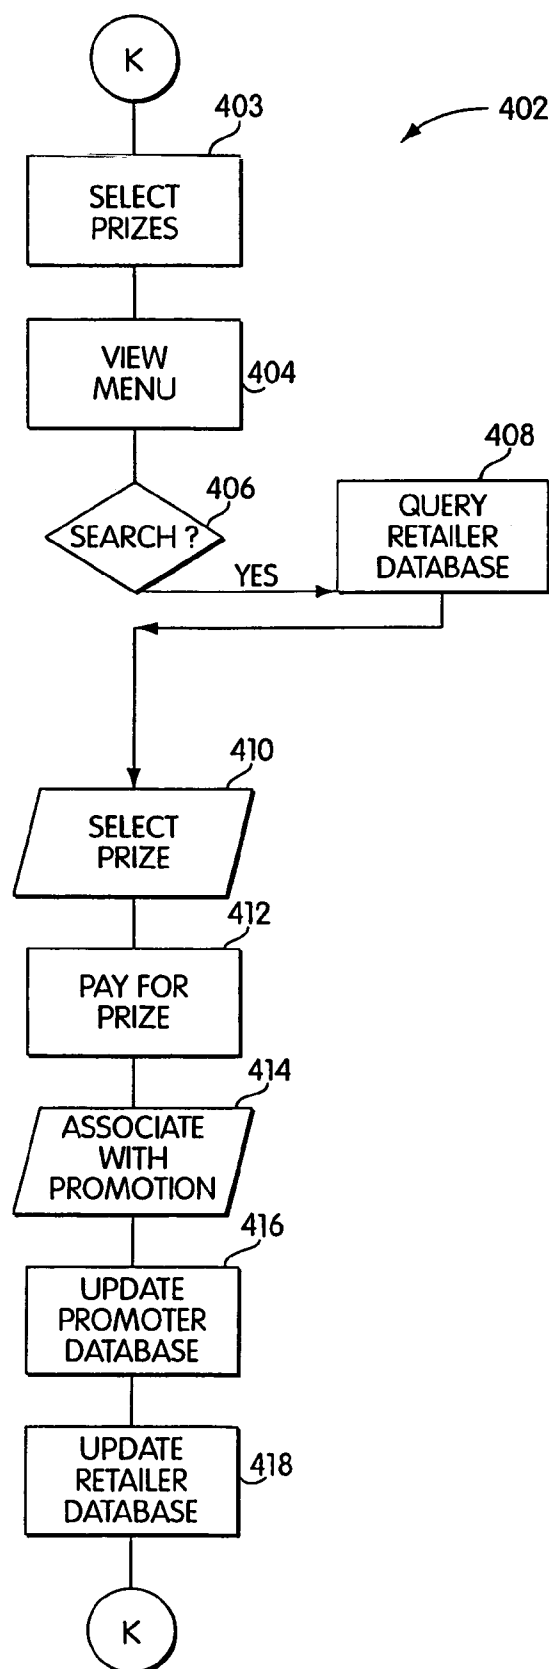 K
403
402
SELECT
PRIZES
VIEW
MENU
404
408
406
SEARCH ?
QUERY
RETAILER
DATABASE
YES
410
SELECT
PRIZE
412
PAY FOR
PRIZE
414
ASSOCIATE
WITH
PROMOTION
416
UPDATE
PROMOTER
DATABASE
UPDATE
RETAILER
DATABASE
418
K